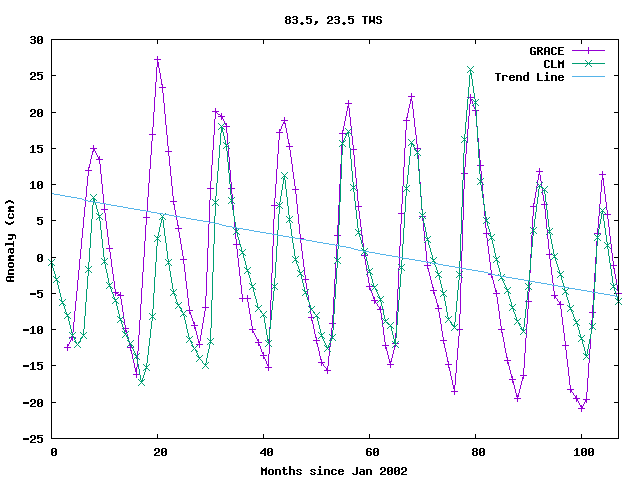 83.5, 23.5 TWS
GRACE
CLM
Trend Line
30
25
20
15
10
5
0
-5
-10
-15
-20
-25
Anomaly (cm)
0 20 40 60 80 100
Months since Jan 2002